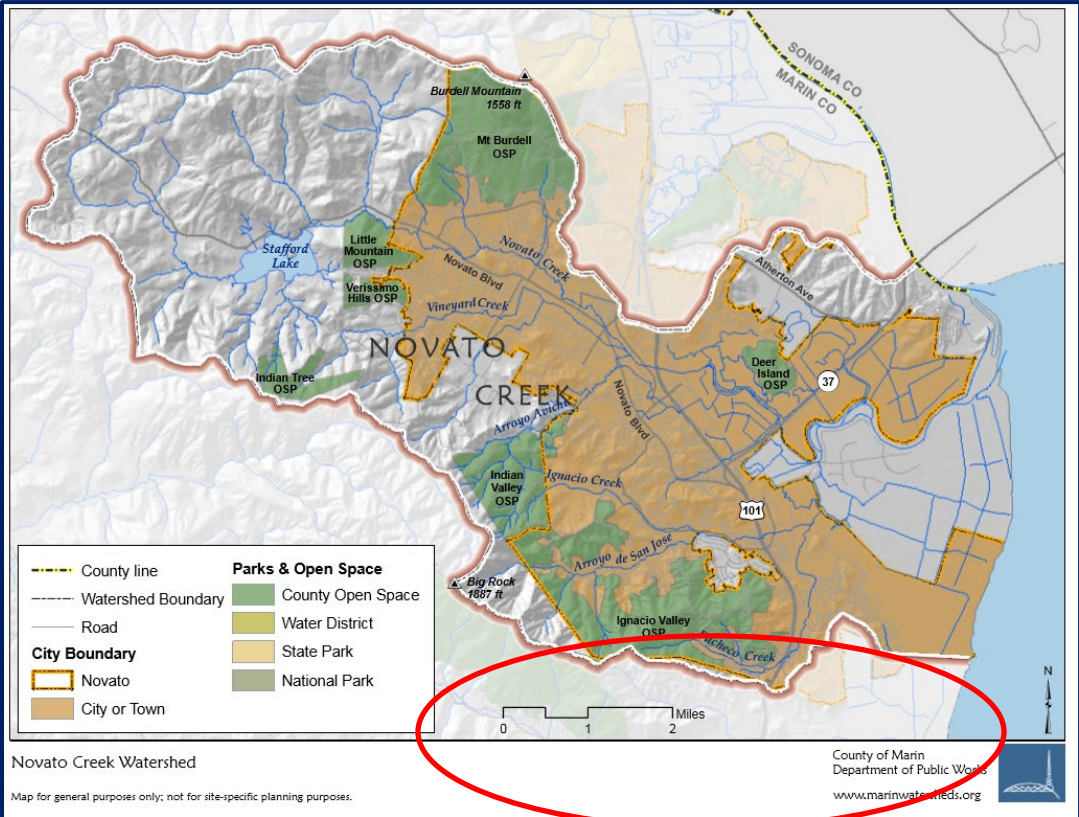 SONOMA CO
MARIN CO
Burdell Mountain
1558 ft
Mt Burdell
OSP
Little
Mountain
OSP
Stafford
Lake
Verissimo
Hills OSP
Novato Creek
Novato Blvd
Vineyard Creek
Atherton Ave
NOVATO
CREEK
Indian Tree
OSP
Deer
Island
OSP
37
Novato Blvd
Indian
Valley
OSP
Ignacio Creek
101
Arroyo de San Jose
Big Rock
1887 ft
Ignacio Valley
OSP
Pacheco Creek
County line
Watershed Boundary
Road
City Boundary
Novato
City or Town
Parks & Open Space
County Open Space
Water District
State Park
National Park
0 1 2 Miles
N
Novato Creek Watershed
Map for general purposes only; not for site-specific planning purposes.
County of Marin
Department of Public Works
www.marinwatersheds.org